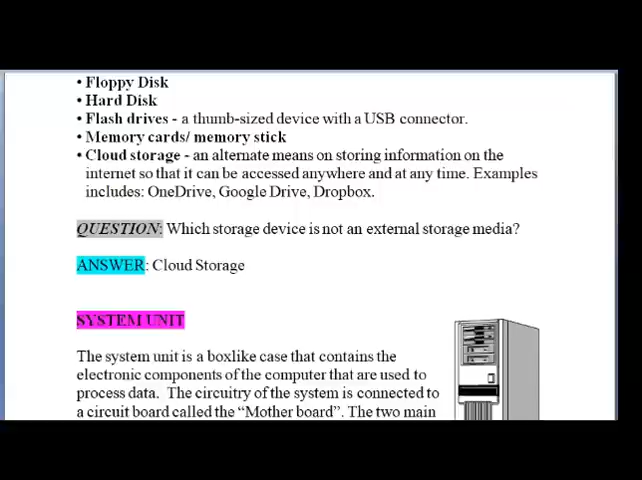 • Floppy Disk
• Hard Disk
• Flash drives - a thumb-sized device with a USB connector.
• Memory cards/ memory stick
• Cloud storage - an alternate means on storing information on the
internet so that it can be accessed anywhere and at any time. Examples
includes: OneDrive, Google Drive, Dropbox.
QUESTION: Which storage device is not an external storage media?
ANSWER: Cloud Storage
SYSTEM UNIT
The system unit is a boxlike case that contains the
electronic components of the computer that are used to
process data. The circuitry of the system is connected to
a circuit board called the “Mother board”. The two main